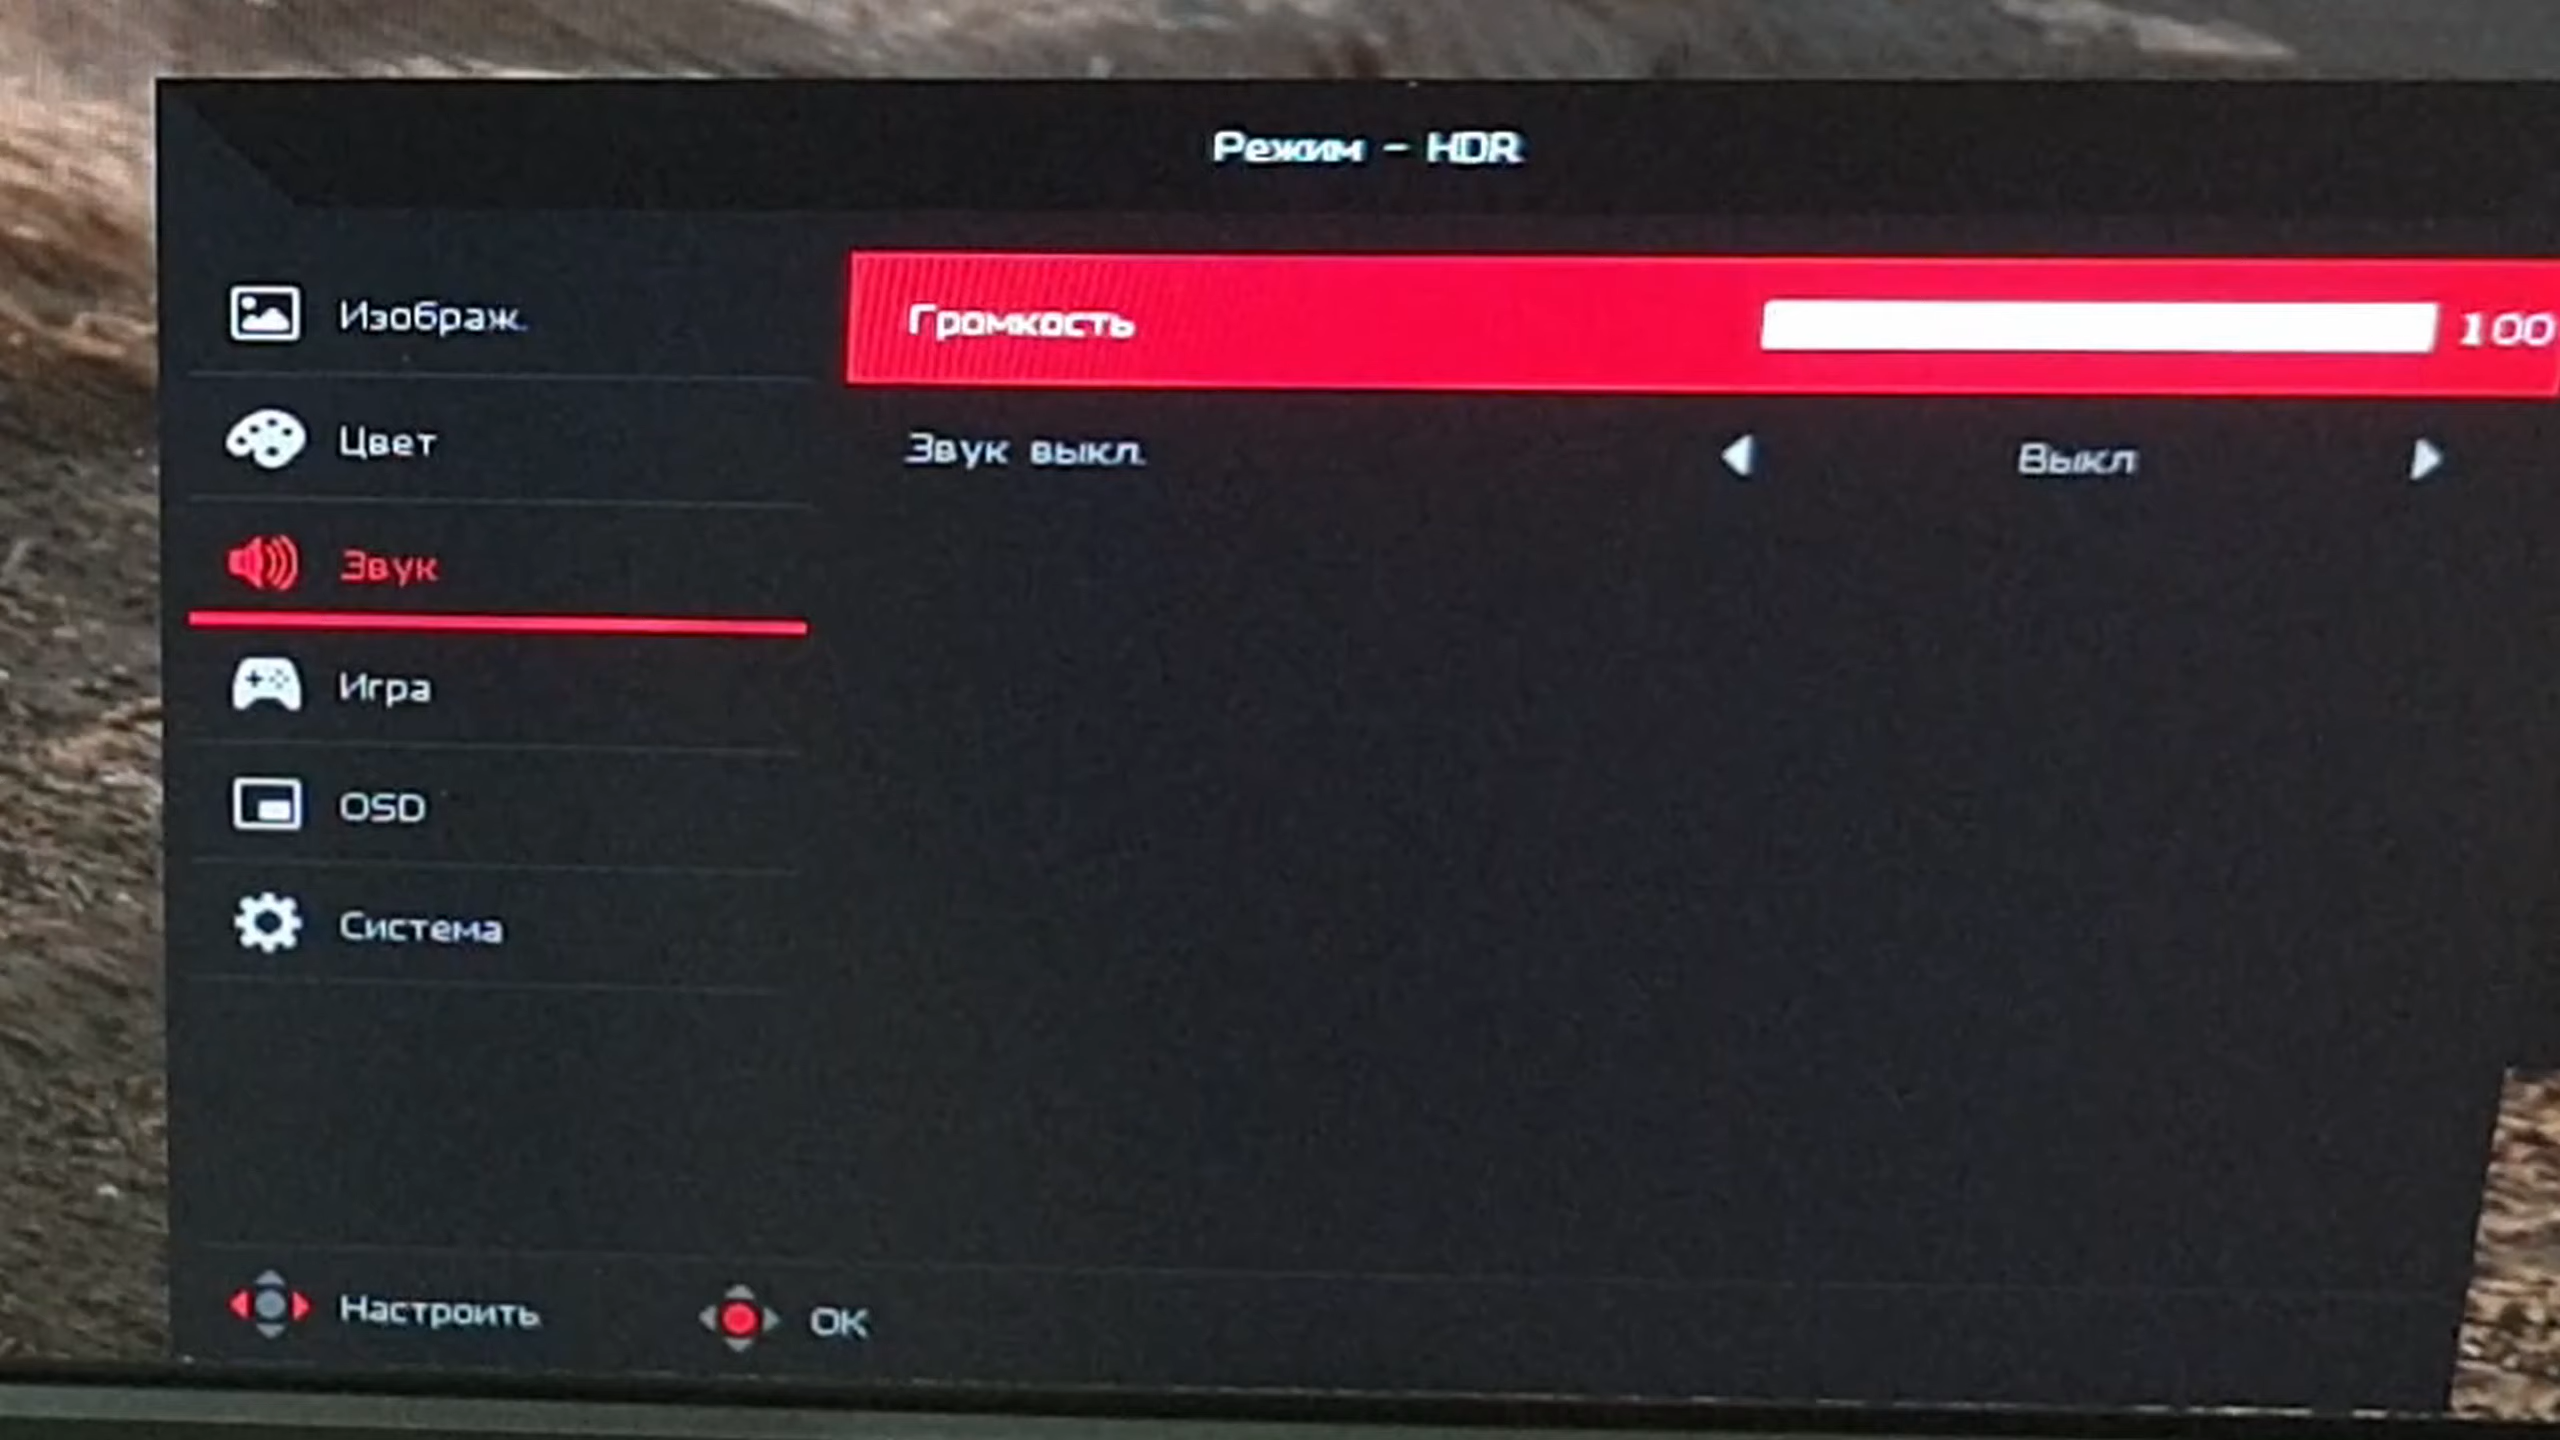 Режим - HDR
Изображ.
Громкость 100
Цвет
Звук выкл. Выкл
Звук
Игра
OSD
Система
Настроить OK